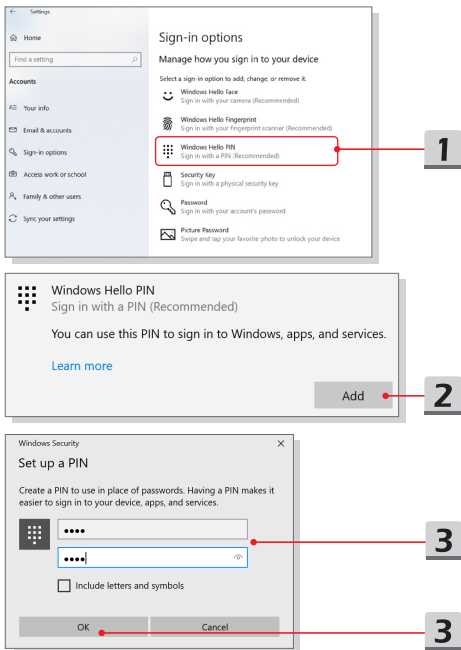 Settings
Home
Find a setting
Accounts
Your info
Email & accounts
Sign-in options
Access work or school
Family & other users
Sync your settings
Sign-in options
Manage how you sign in to your device
Select a sign-in option to add, change, or remove it.
Windows Hello Face
Sign in with your camera (Recommended)
Windows Hello Fingerprint
Sign in with your fingerprint scanner (Recommended)
Windows Hello PIN
Sign in with a PIN (Recommended)
Security Key
Sign in with a physical security key
Password
Sign in with your account's password
Picture Password
Swipe and tap your favorite photo to unlock your device
1
Windows Hello PIN
Sign in with a PIN (Recommended)
You can use this PIN to sign in to Windows, apps, and services.
Learn more
Add
2
Windows Security
Set up a PIN
Create a PIN to use in place of passwords. Having a PIN makes it
easier to sign in to your device, apps, and services.
••••
••••
3
Include letters and symbols
OK
Cancel
3